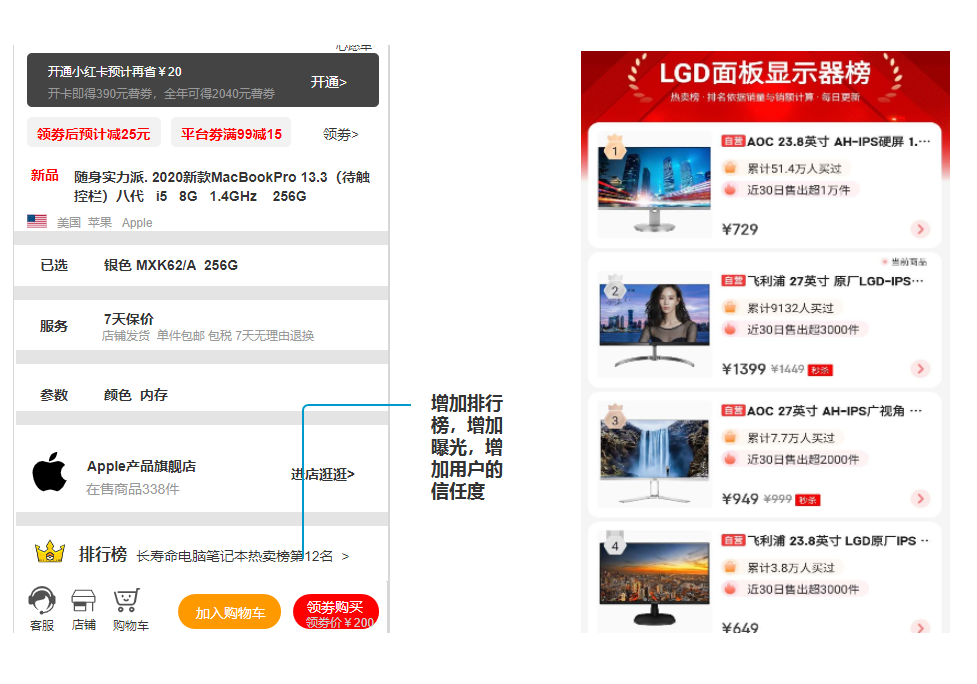 心愿单
开通小红卡预计再省￥20
开卡即得390元薅券，全年可得2040元薅券
开通>
领券后预计减25元
平台券满99减15
领券>
新品
随身实力派. 2020新款MacBookPro 13.3（待触
控栏）八代 i5 8G 1.4GHz 256G
美国 苹果 Apple
已选
银色 MXK62/A 256G
服务
7天保价
店铺发货 单件包邮 包税 7天无理由退换
参数
颜色 内存
Apple产品旗舰店
在售商品338件
进店逛逛>
排行榜
长寿命电脑笔记本热卖榜第12名 >
客服
店铺
购物车
加入购物车
领券购买
领券价￥200
增加排行
榜，增加
曝光，增
加用户的
信任度
LGD面板显示器榜
热卖榜·排名依据销量与销额计算·每日更新
1
自营 AOC 23.8英寸 AH-IPS硬屏 1.···
累计51.4万人买过
近30日售出超1万件
¥729
当前商品
2
自营 飞利浦 27英寸 原厂LGD-IPS···
累计9132人买过
近30日售出超3000件
¥1399 ¥1449 秒杀
3
自营 AOC 27英寸 AH-IPS广视角 ···
累计7.7万人买过
近30日售出超2000件
¥949 ¥999 秒杀
4
自营 飞利浦 23.8英寸 LGD原厂IPS ··
累计3.8万人买过
近30日售出超3000件
¥649